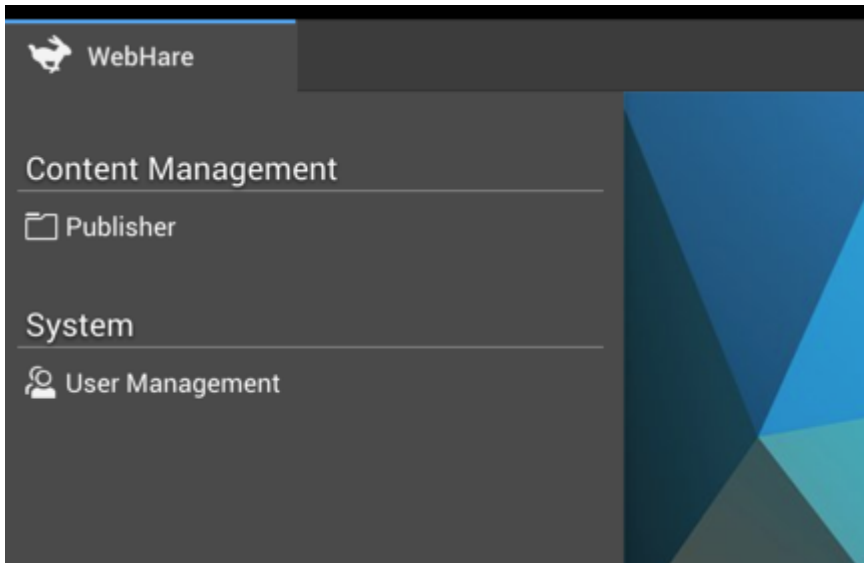 WebHare
Content Management
Publisher
System
User Management